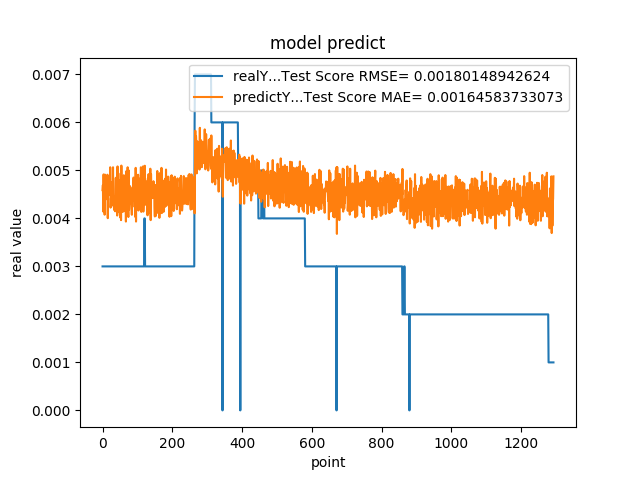 model predict
realY...Test Score RMSE= 0.00180148942624
predictY...Test Score MAE= 0.00164583733073
0.007
0.006
0.005
0.004
0.003
0.002
0.001
0.000
real value
0 200 400 600 800 1000 1200
point